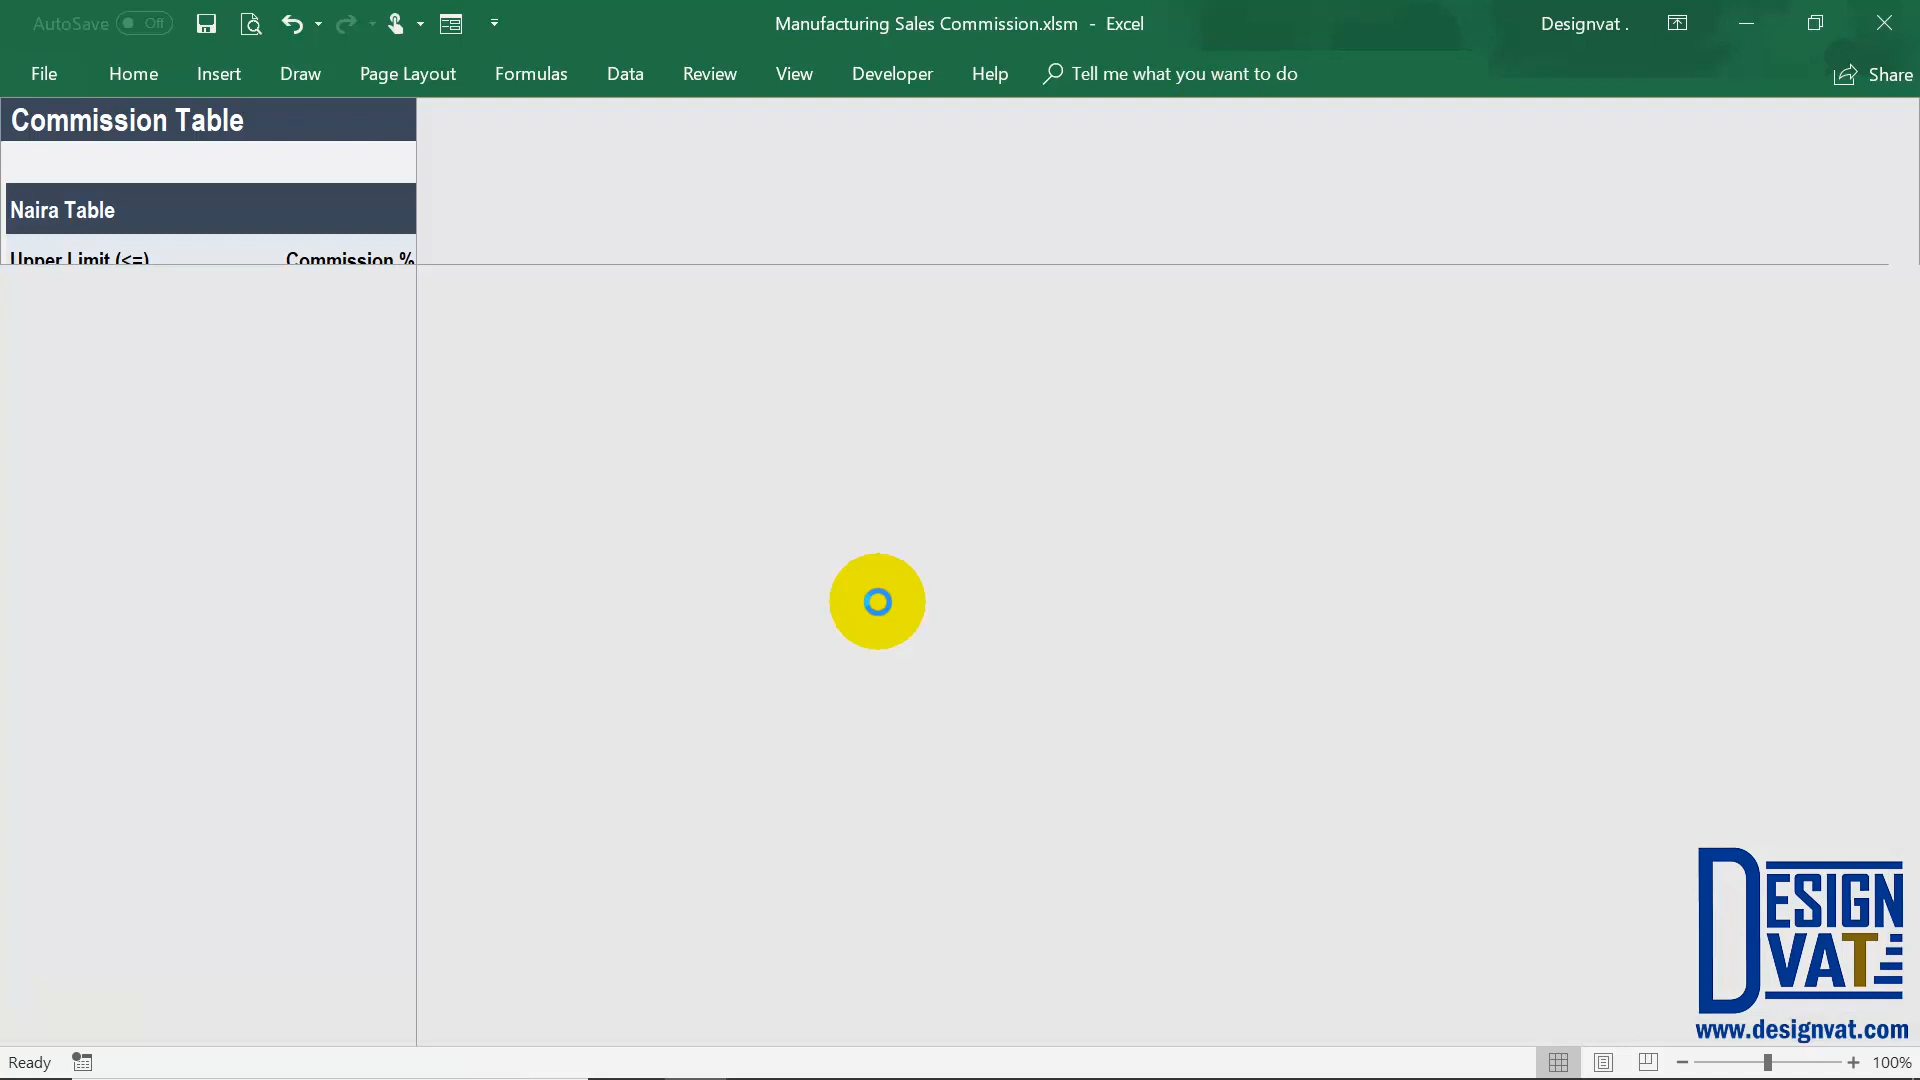 AutoSave Off
Manufacturing Sales Commission.xlsm - Excel
Designvat .
File Home Insert Draw Page Layout Formulas Data Review View Developer Help Tell me what you want to do Share
Commission Table
Naira Table
Upper Limit (<=) Commission %
DESIGN
VAT
www.designvat.com
Ready
100%